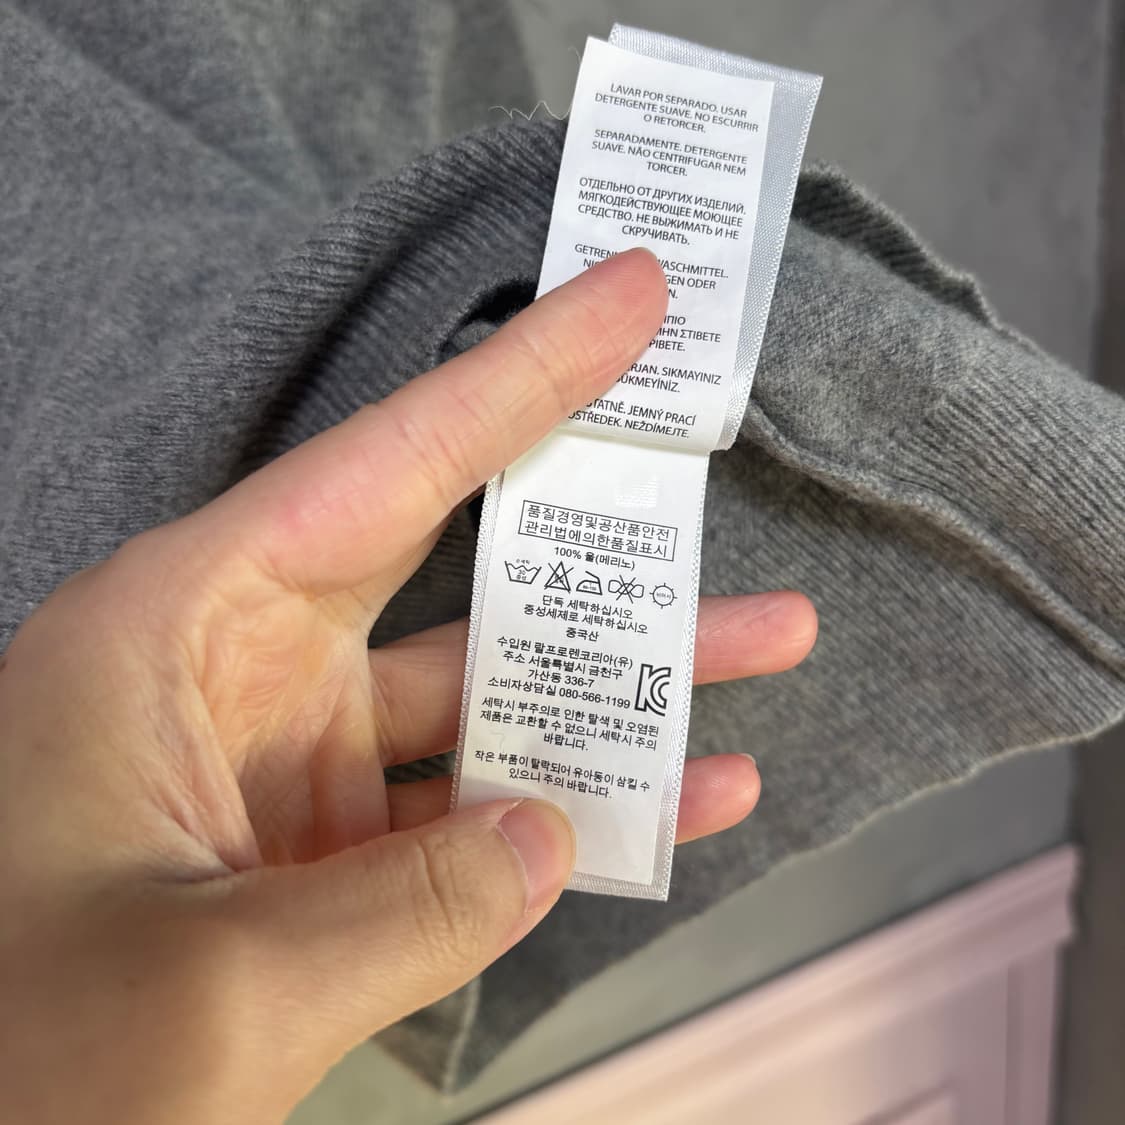 LAVAR POR SEPARADO. USAR
DETERGENTE SUAVE. NO ESCURRIR
O RETORCER.
SEPARADAMENTE. DETERGENTE
SUAVE. NÃO CENTRIFUGAR NEM
TORCER.
ОТДЕЛЬНО ОТ ДРУГИХ ИЗДЕЛИЙ.
МЯГКОДЕЙСТВУЮЩЕЕ МОЮЩЕЕ
СРЕДСТВО. НЕ ВЫЖИМАТЬ И НЕ
СКРУЧИВАТЬ.
ODER
ΜΗΝ ΣΤΙΒΕΤΕ
SIKMAYINIZ
JEMNÝ PRACÍ
NEŽDÍMEJTE.
품질경영및공산품안전
관리법에의한품질표시
100% 울(메리노)
단독 세탁하십시오
중성세제로 세탁하십시오
중국산
수입원 랄프로렌코리아(유)
주소 서울특별시 금천구
가산동 336-7
소비자상담실 080-566-1199
세탁시 부주의로 인한 탈색 및 오염된
제품은 교환할 수 없으니 세탁시 주의
바랍니다.
작은 부품이 탈락되어 유아동이 삼킬 수
있으니 주의 바랍니다.